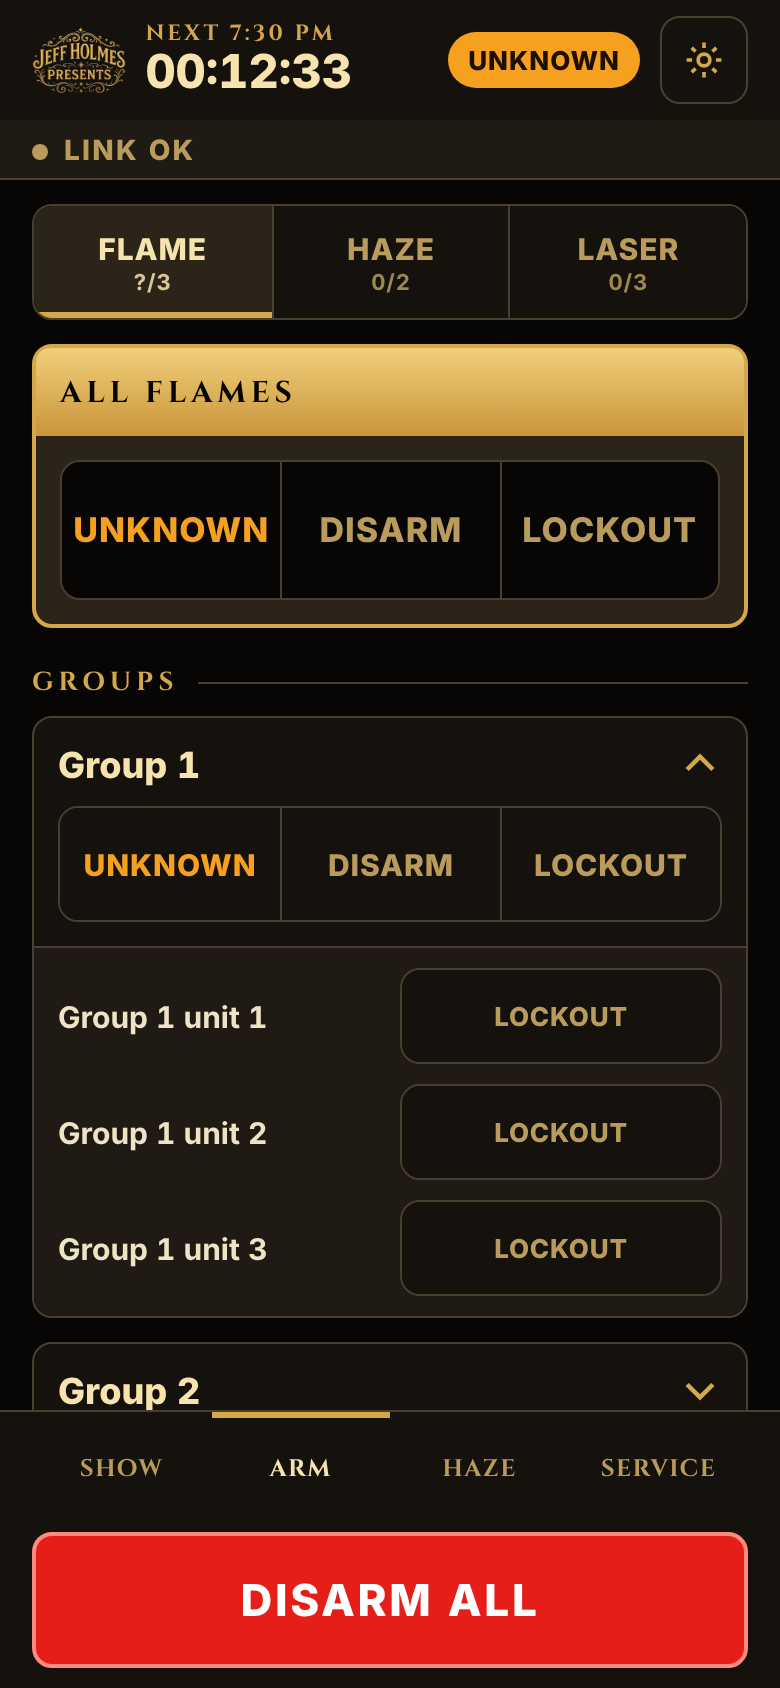 JEFF HOLMES
PRESENTS
NEXT 7:30 PM
00:12:33
UNKNOWN
LINK OK
FLAME
?/3
HAZE
0/2
LASER
0/3
ALL FLAMES
UNKNOWN
DISARM
LOCKOUT
GROUPS
Group 1
UNKNOWN
DISARM
LOCKOUT
Group 1 unit 1
LOCKOUT
Group 1 unit 2
LOCKOUT
Group 1 unit 3
LOCKOUT
Group 2
SHOW
ARM
HAZE
SERVICE
DISARM ALL